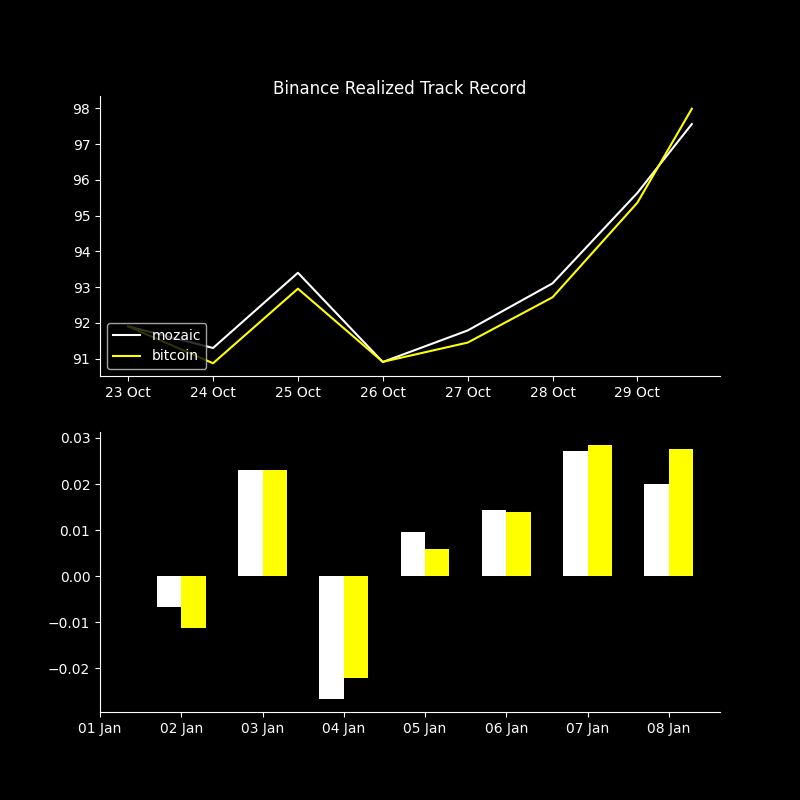 Binance Realized Track Record
98
97
96
95
94
93
92
91
mozaic
bitcoin
23 Oct 24 Oct 25 Oct 26 Oct 27 Oct 28 Oct 29 Oct
0.03
0.02
0.01
0.00
−0.01
−0.02
01 Jan 02 Jan 03 Jan 04 Jan 05 Jan 06 Jan 07 Jan 08 Jan